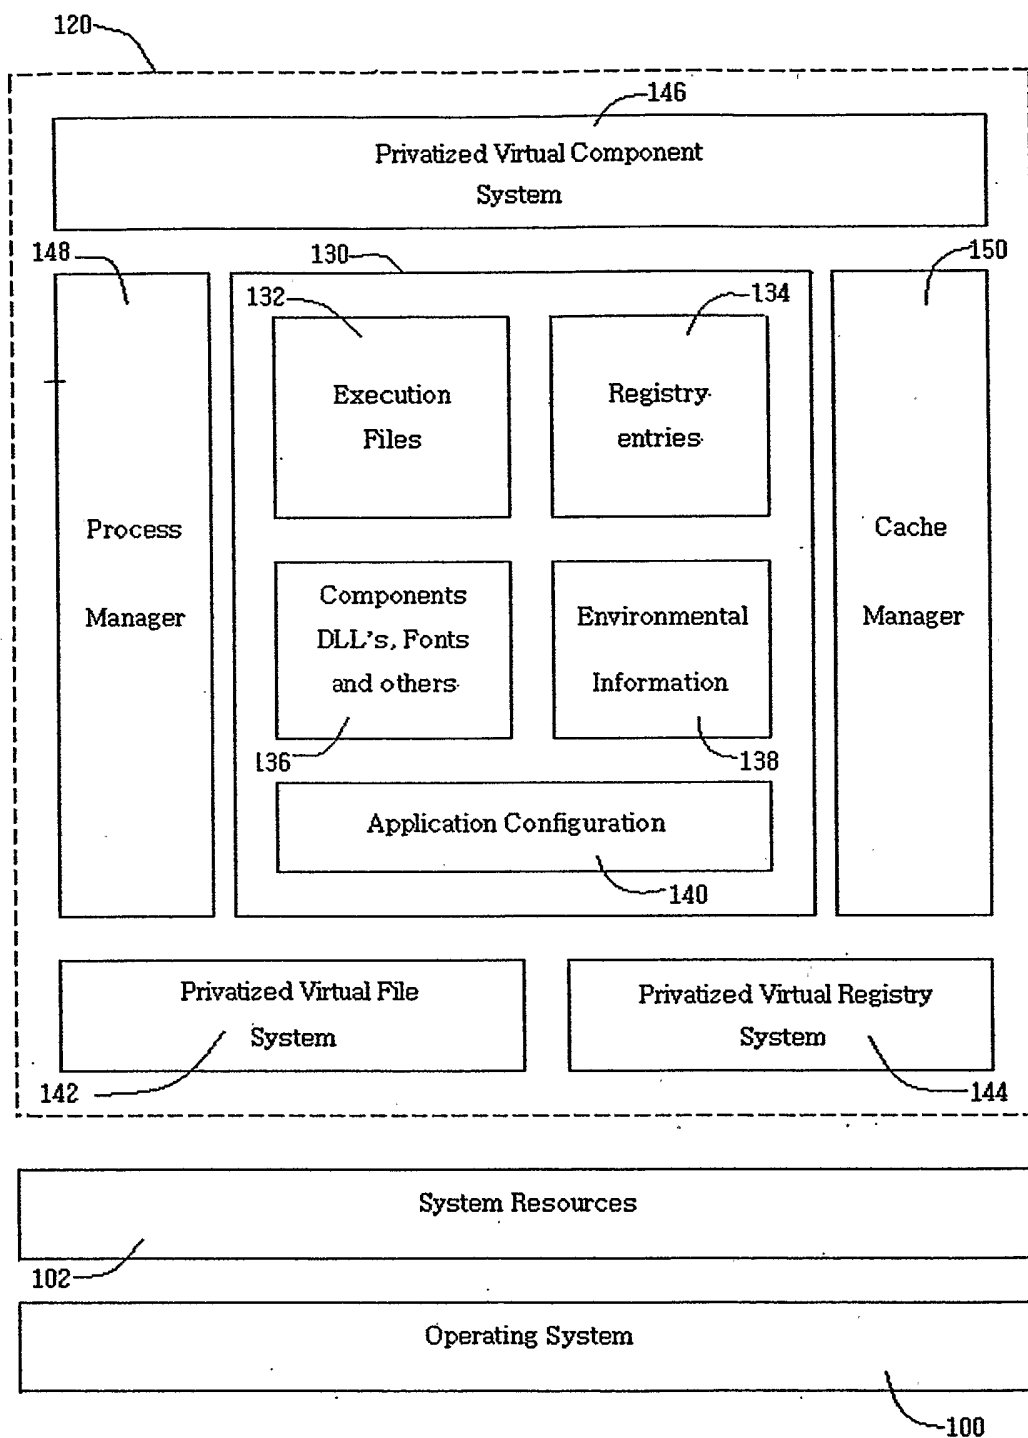 120
146
Privatized Virtual Component
System
148
130
150
132
134
Execution
Files
Registry
entries
Process
Manager
Cache
Manager
Components
DLL's, Fonts
and others
Environmental
Information
136
138
Application Configuration
140
Privatized Virtual File
System
Privatized Virtual Registry
System
142
144
System Resources
102
Operating System
100